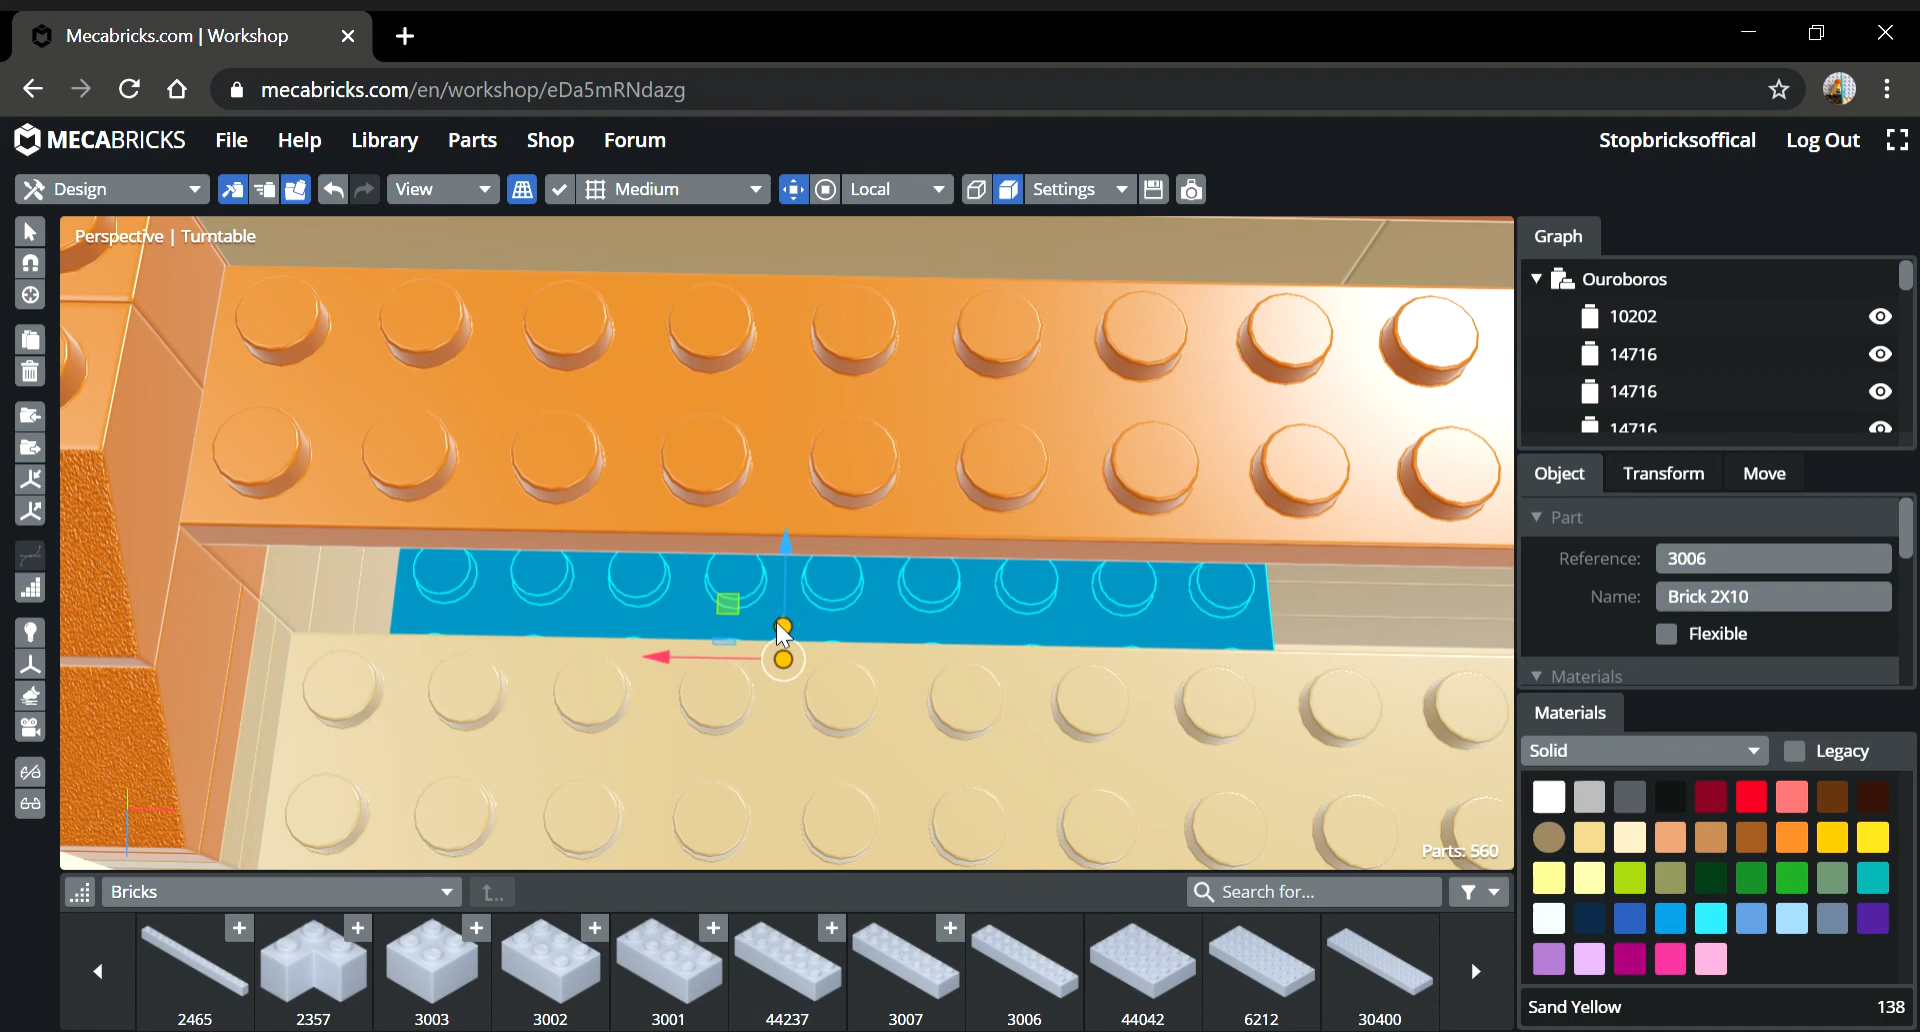 Mecabricks.com | Workshop
mecabricks.com/en/workshop/eDa5mRNdazg
MECABRICKS File Help Library Parts Shop Forum Stopbricksoffical Log Out
Design View Medium Local Settings
Perspective | Turntable
Graph
Ouroboros
10202
14716
14716
14716
Object Transform Move
Part
Reference: 3006
Name: Brick 2X10
Flexible
Materials
Materials
Solid Legacy
Parts: 560
Bricks Search for...
2465 2357 3003 3002 3001 44237 3007 3006 44042 6212 30400
Sand Yellow 138